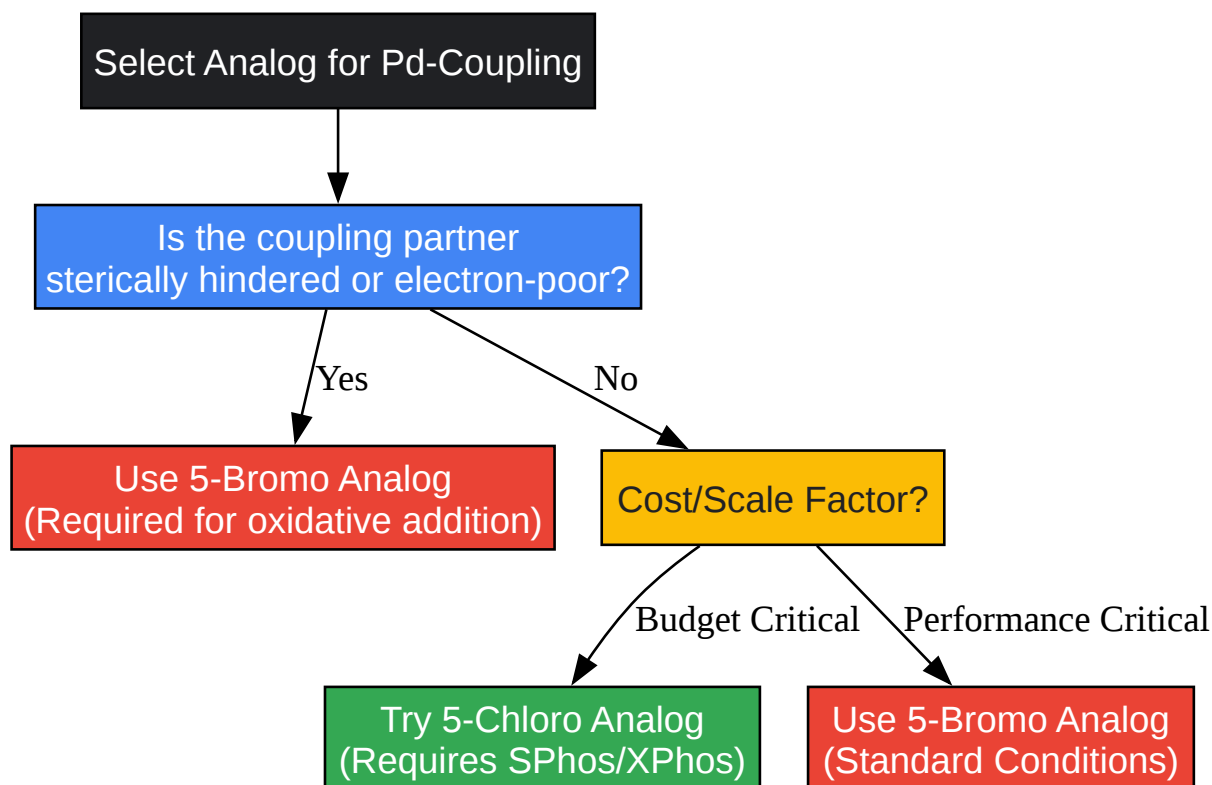 Select Analog for Pd-Coupling
Is the coupling partner
sterically hindered or electron-poor?
Yes
No
Use 5-Bromo Analog
(Required for oxidative addition)
Cost/Scale Factor?
Budget Critical
Performance Critical
Try 5-Chloro Analog
(Requires SPhos/XPhos)
Use 5-Bromo Analog
(Standard Conditions)